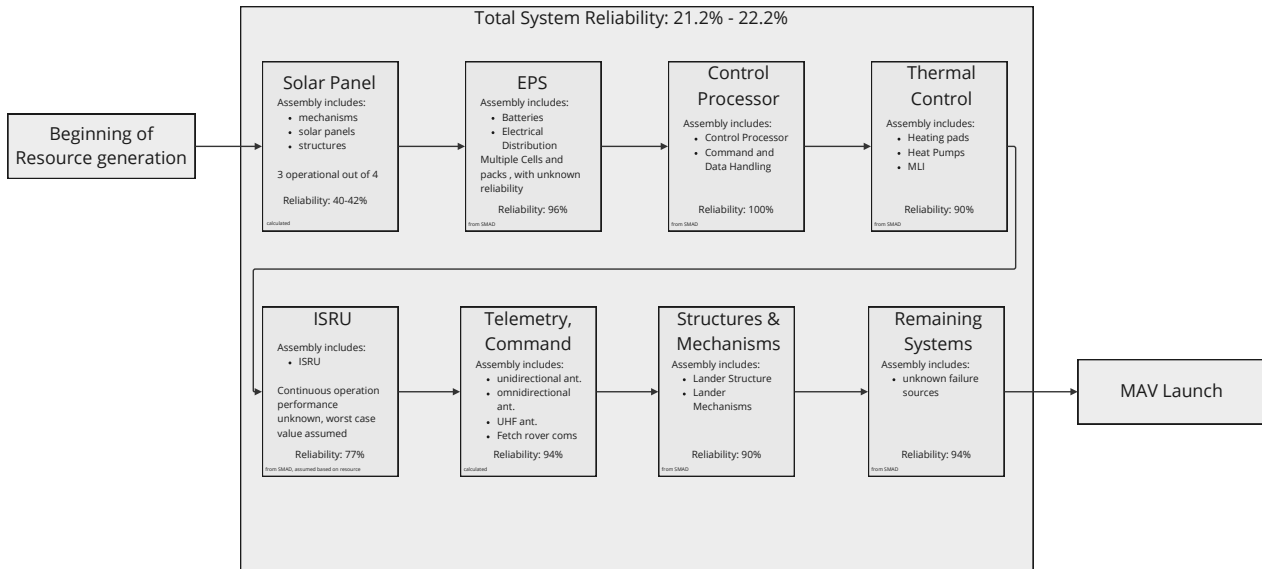 Total System Reliability: 21.2% - 22.2%
Beginning of
Resource generation
Solar Panel
Assembly includes:
• mechanisms
• solar panels
• structures
3 operational out of 4
Reliability: 40-42%
calculated
EPS
Assembly includes:
• Batteries
• Electrical
Distribution
Multiple Cells and
packs , with unknown
reliability
Reliability: 96%
from SMAD
Control
Processor
Assembly includes:
• Control Processor
• Command and
Data Handling
Reliability: 100%
from SMAD
Thermal
Control
Assembly includes:
• Heating pads
• Heat Pumps
• MLI
Reliability: 90%
from SMAD
ISRU
Assembly includes:
• ISRU
Continuous operation
performance
unknown, worst case
value assumed
Reliability: 77%
from SMAD, assumed based on resource
Telemetry,
Command
Assembly includes:
• unidirectional ant.
• omnidirectional
ant.
• UHF ant.
• Fetch rover coms
Reliability: 94%
calculated
Structures &
Mechanisms
Assembly includes:
• Lander Structure
• Lander
Mechanisms
Reliability: 90%
from SMAD
Remaining
Systems
Assembly includes:
• unknown failure
sources
Reliability: 94%
from SMAD
MAV Launch